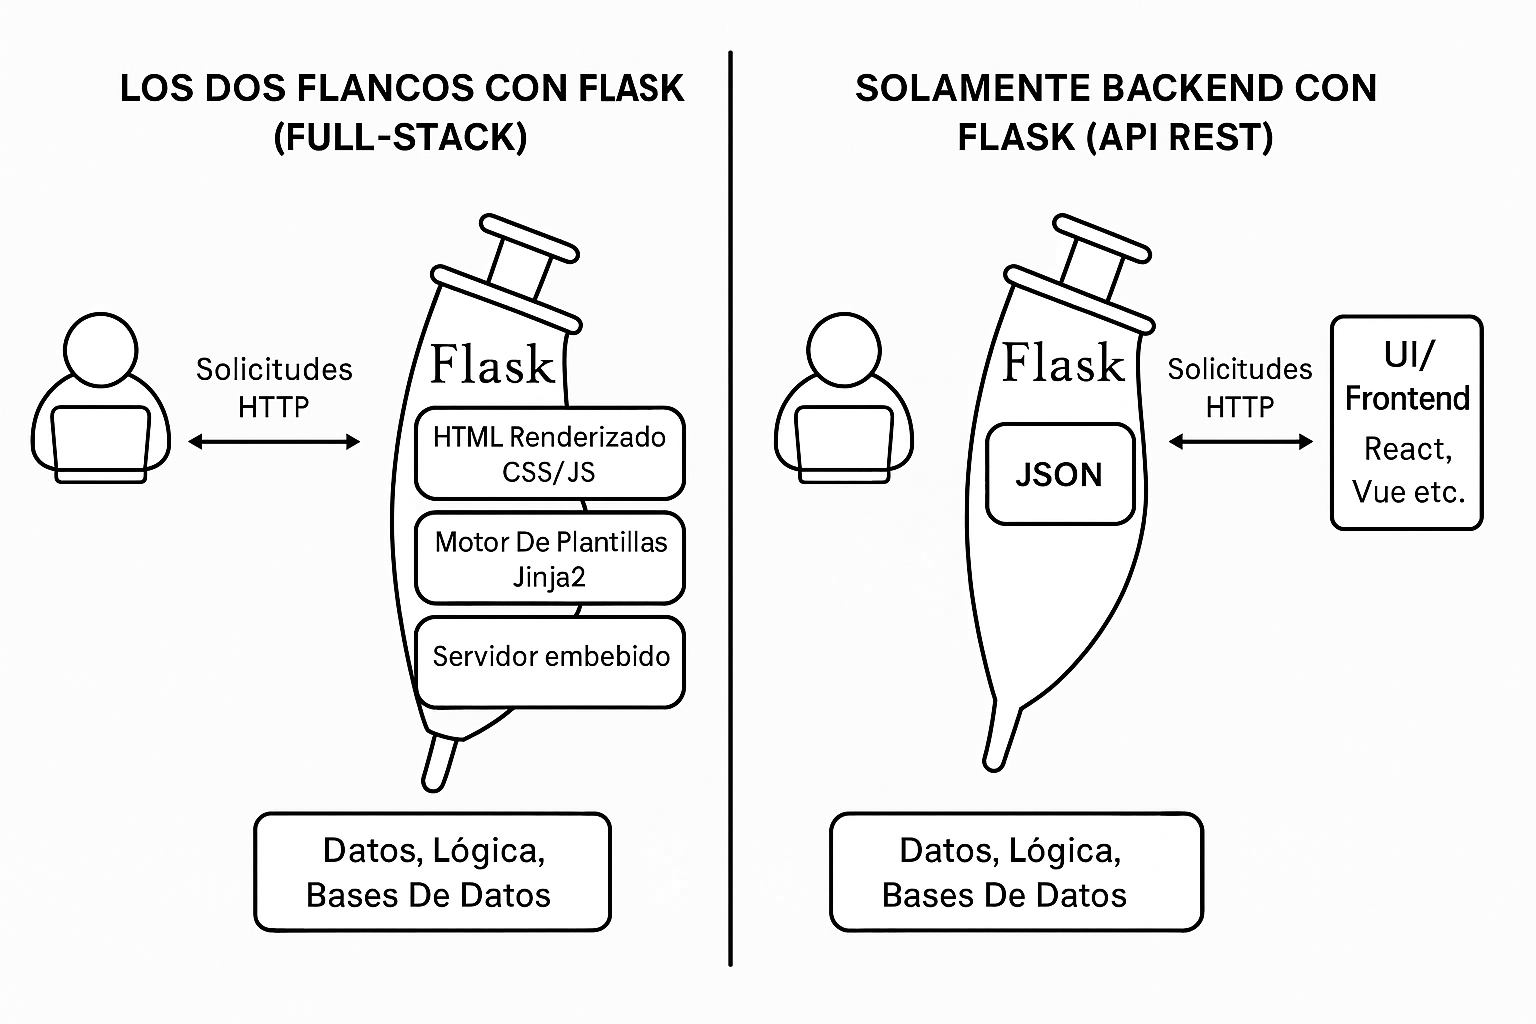 LOS DOS FLANCOS CON FLASK
(FULL-STACK)
Solicitudes
HTTP
Flask
HTML Renderizado
CSS/JS
Motor De Plantillas
Jinja2
Servidor embebido
Datos, Lógica,
Bases De Datos
SOLAMENTE BACKEND CON
FLASK (API REST)
Flask
JSON
Solicitudes
HTTP
UI/
Frontend
React,
Vue etc.
Datos, Lógica,
Bases De Datos